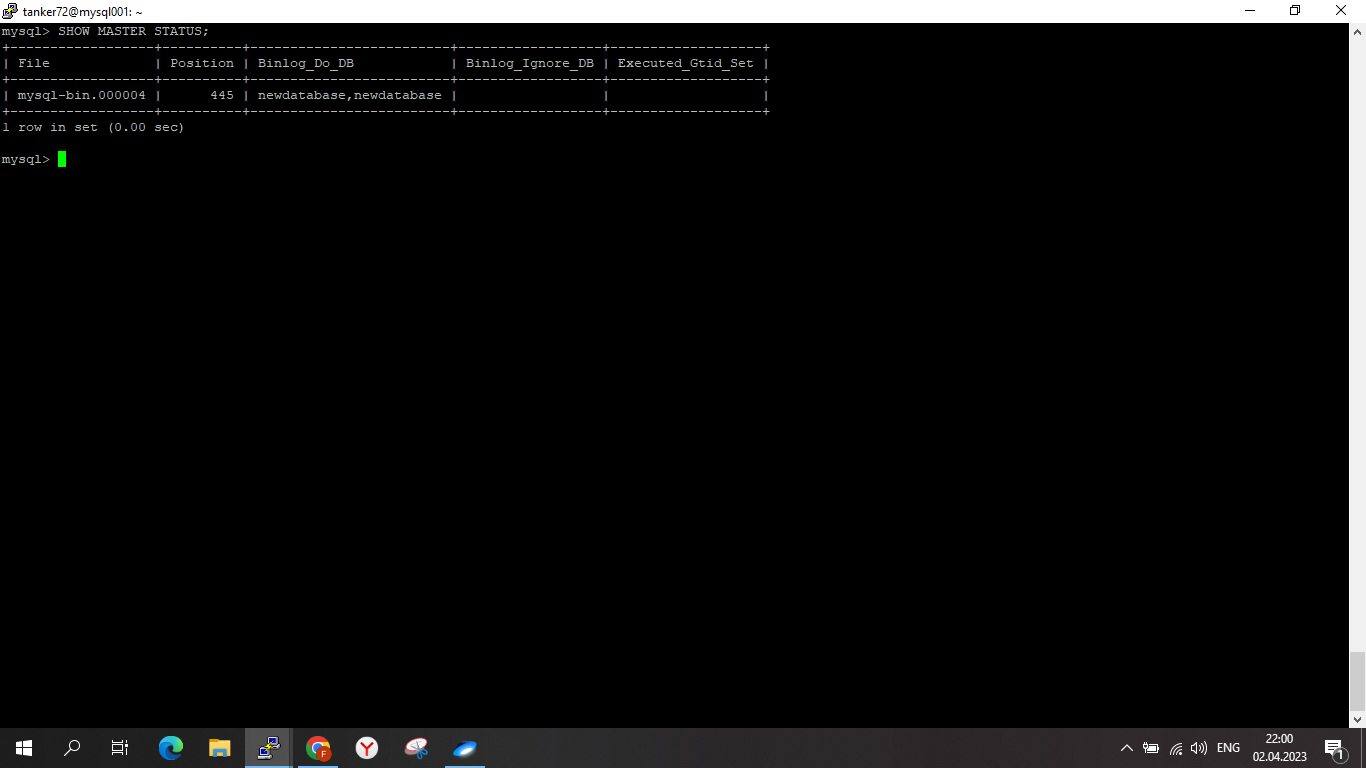 tanker72@mysql001: ~
mysql> SHOW MASTER STATUS;
+------------------+----------+-------------------------+------------------+-------------------+
| File             | Position | Binlog_Do_DB            | Binlog_Ignore_DB | Executed_Gtid_Set |
+------------------+----------+-------------------------+------------------+-------------------+
| mysql-bin.000004 |      445 | newdatabase,newdatabase |                  |                   |
+------------------+----------+-------------------------+------------------+-------------------+
1 row in set (0.00 sec)
mysql>
F
Y
ENG
22:00
02.04.2023
1